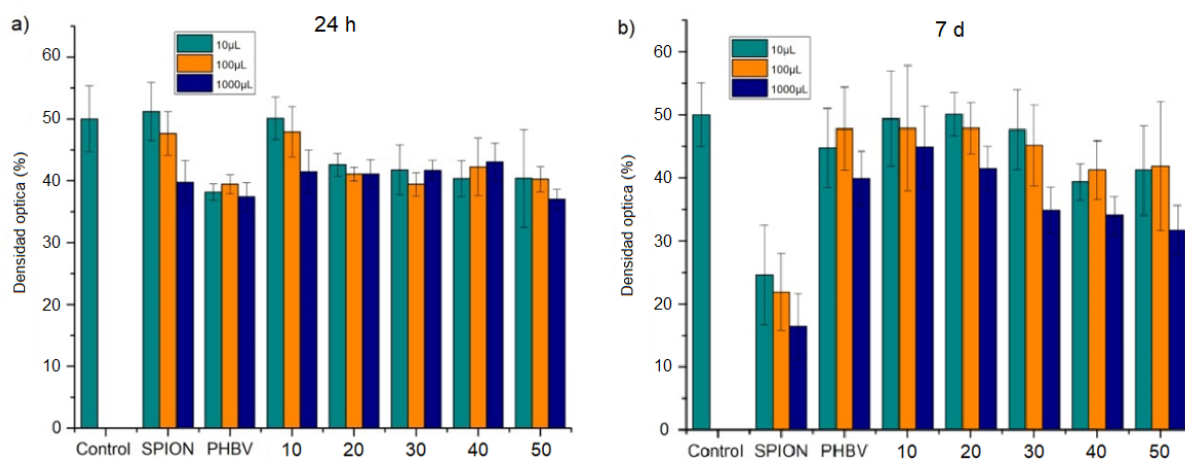 a)
24 h
10µL
100µL
1000µL
Densidad optica (%)
60
50
40
30
20
10
0
Control SPION PHBV 10 20 30 40 50
b)
7 d
10µL
100µL
1000µL
Densidad optica (%)
60
50
40
30
20
10
0
Control SPION PHBV 10 20 30 40 50